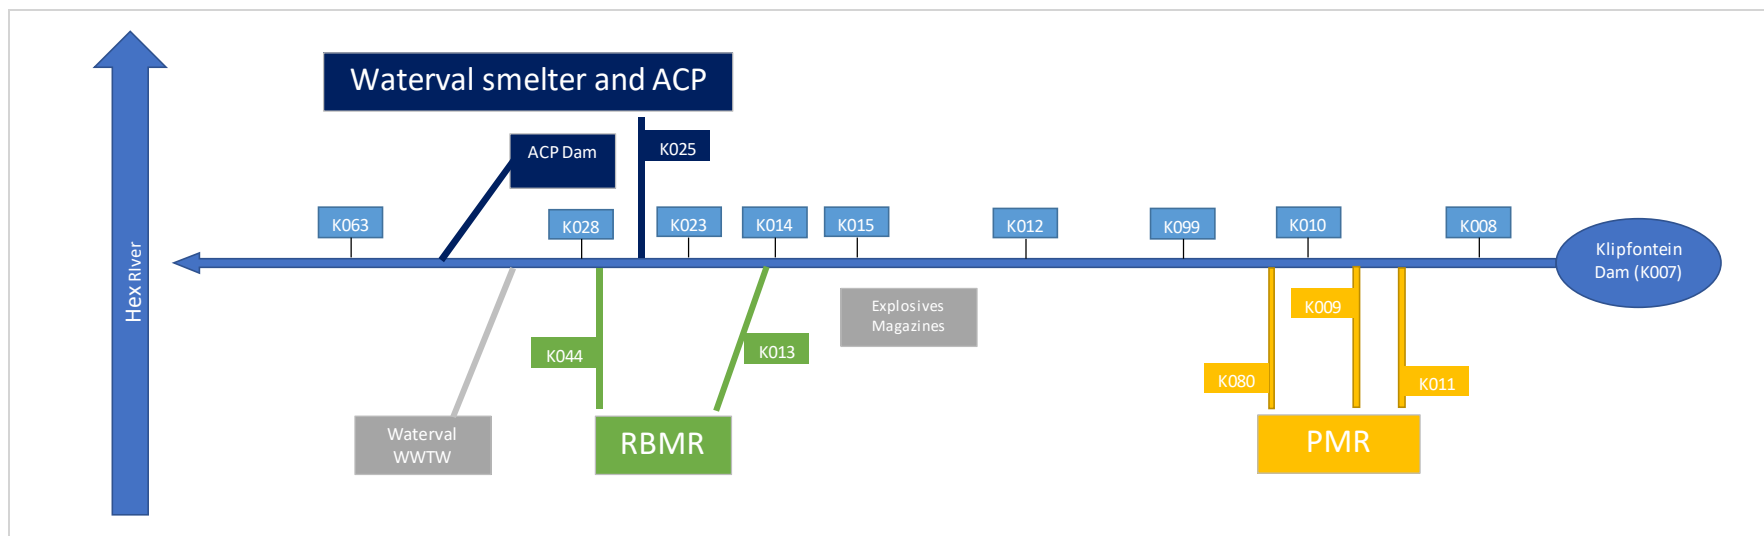 Waterval smelter and ACP
ACP Dam
K025
K063
K028
K023
K014
K015
K012
K099
K010
K008
Klipfontein
Dam (K007)
Hex RIver
Explosives
Magazines
K009
K044
K013
K080
K011
Waterval
WWTW
RBMR
PMR